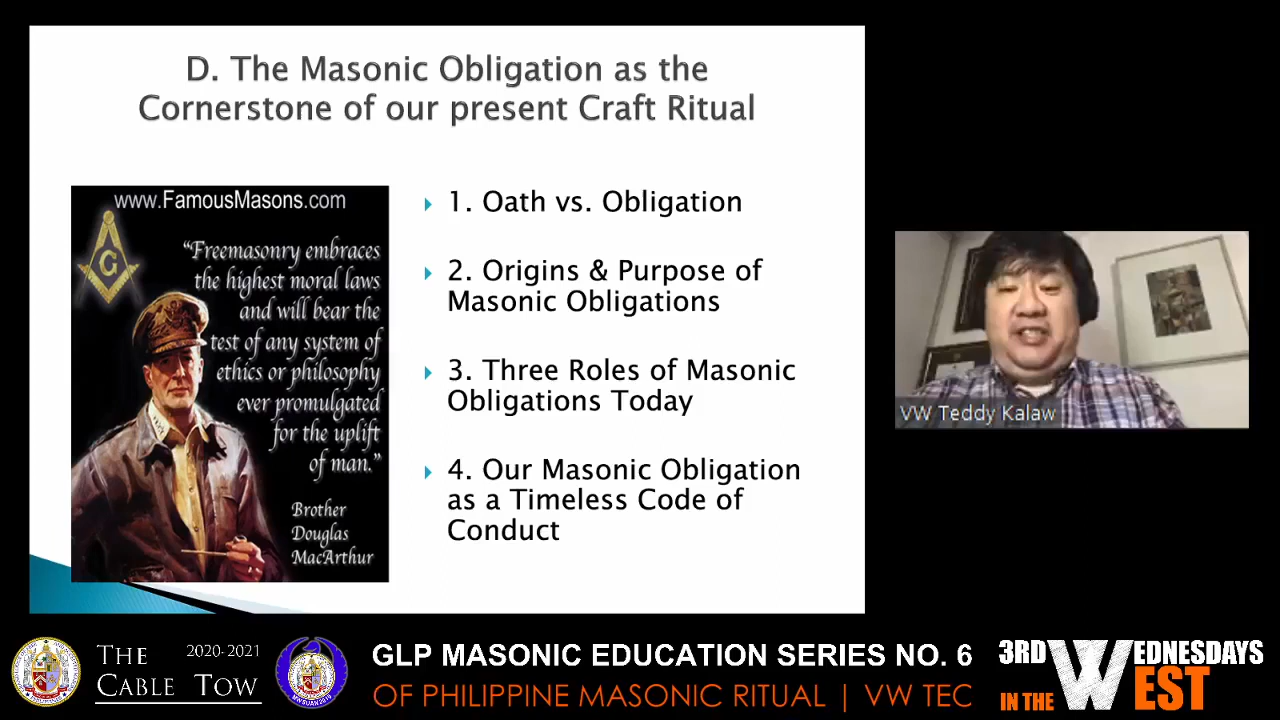 D. The Masonic Obligation as the
Cornerstone of our present Craft Ritual
www.FamousMasons.com
G
“Freemasonry embraces
the highest moral laws
and will bear the
test of any system of
ethics or philosophy
ever promulgated
for the uplift
of man.”
Brother
Douglas
MacArthur
1. Oath vs. Obligation
2. Origins & Purpose of
Masonic Obligations
3. Three Roles of Masonic
Obligations Today
4. Our Masonic Obligation
as a Timeless Code of
Conduct
VW Teddy Kalaw
THE
CABLE TOW
2020-2021
GLP MASONIC EDUCATION SERIES NO. 6
OF PHILIPPINE MASONIC RITUAL | VW TEC
3RD WEDNESDAYS
IN THE WEST